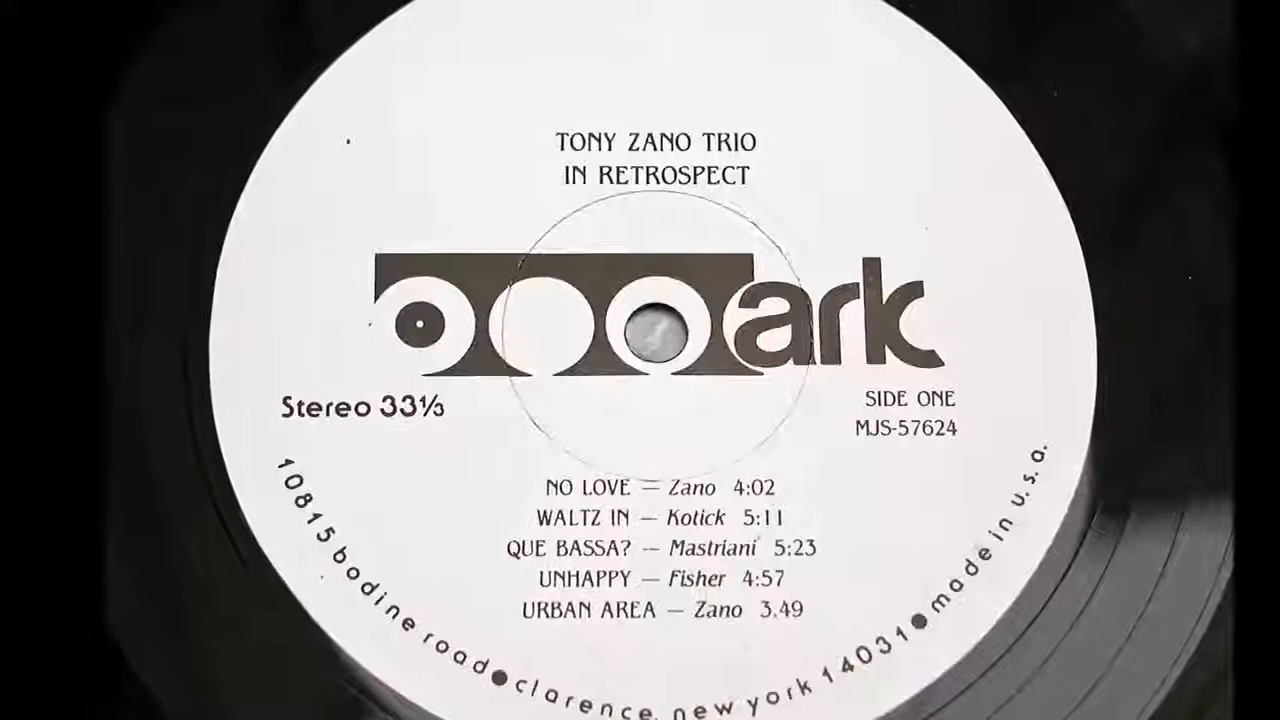 TONY ZANO TRIO
IN RETROSPECT
mark
Stereo 33⅓
SIDE ONE
MJS-57624
NO LOVE — Zano 4:02
WALTZ IN — Kotick 5:11
QUE BASSA? — Mastriani 5:23
UNHAPPY — Fisher 4:57
URBAN AREA — Zano 3.49
10815 bodine road●clarence, new york 14031●made in u.s.a.